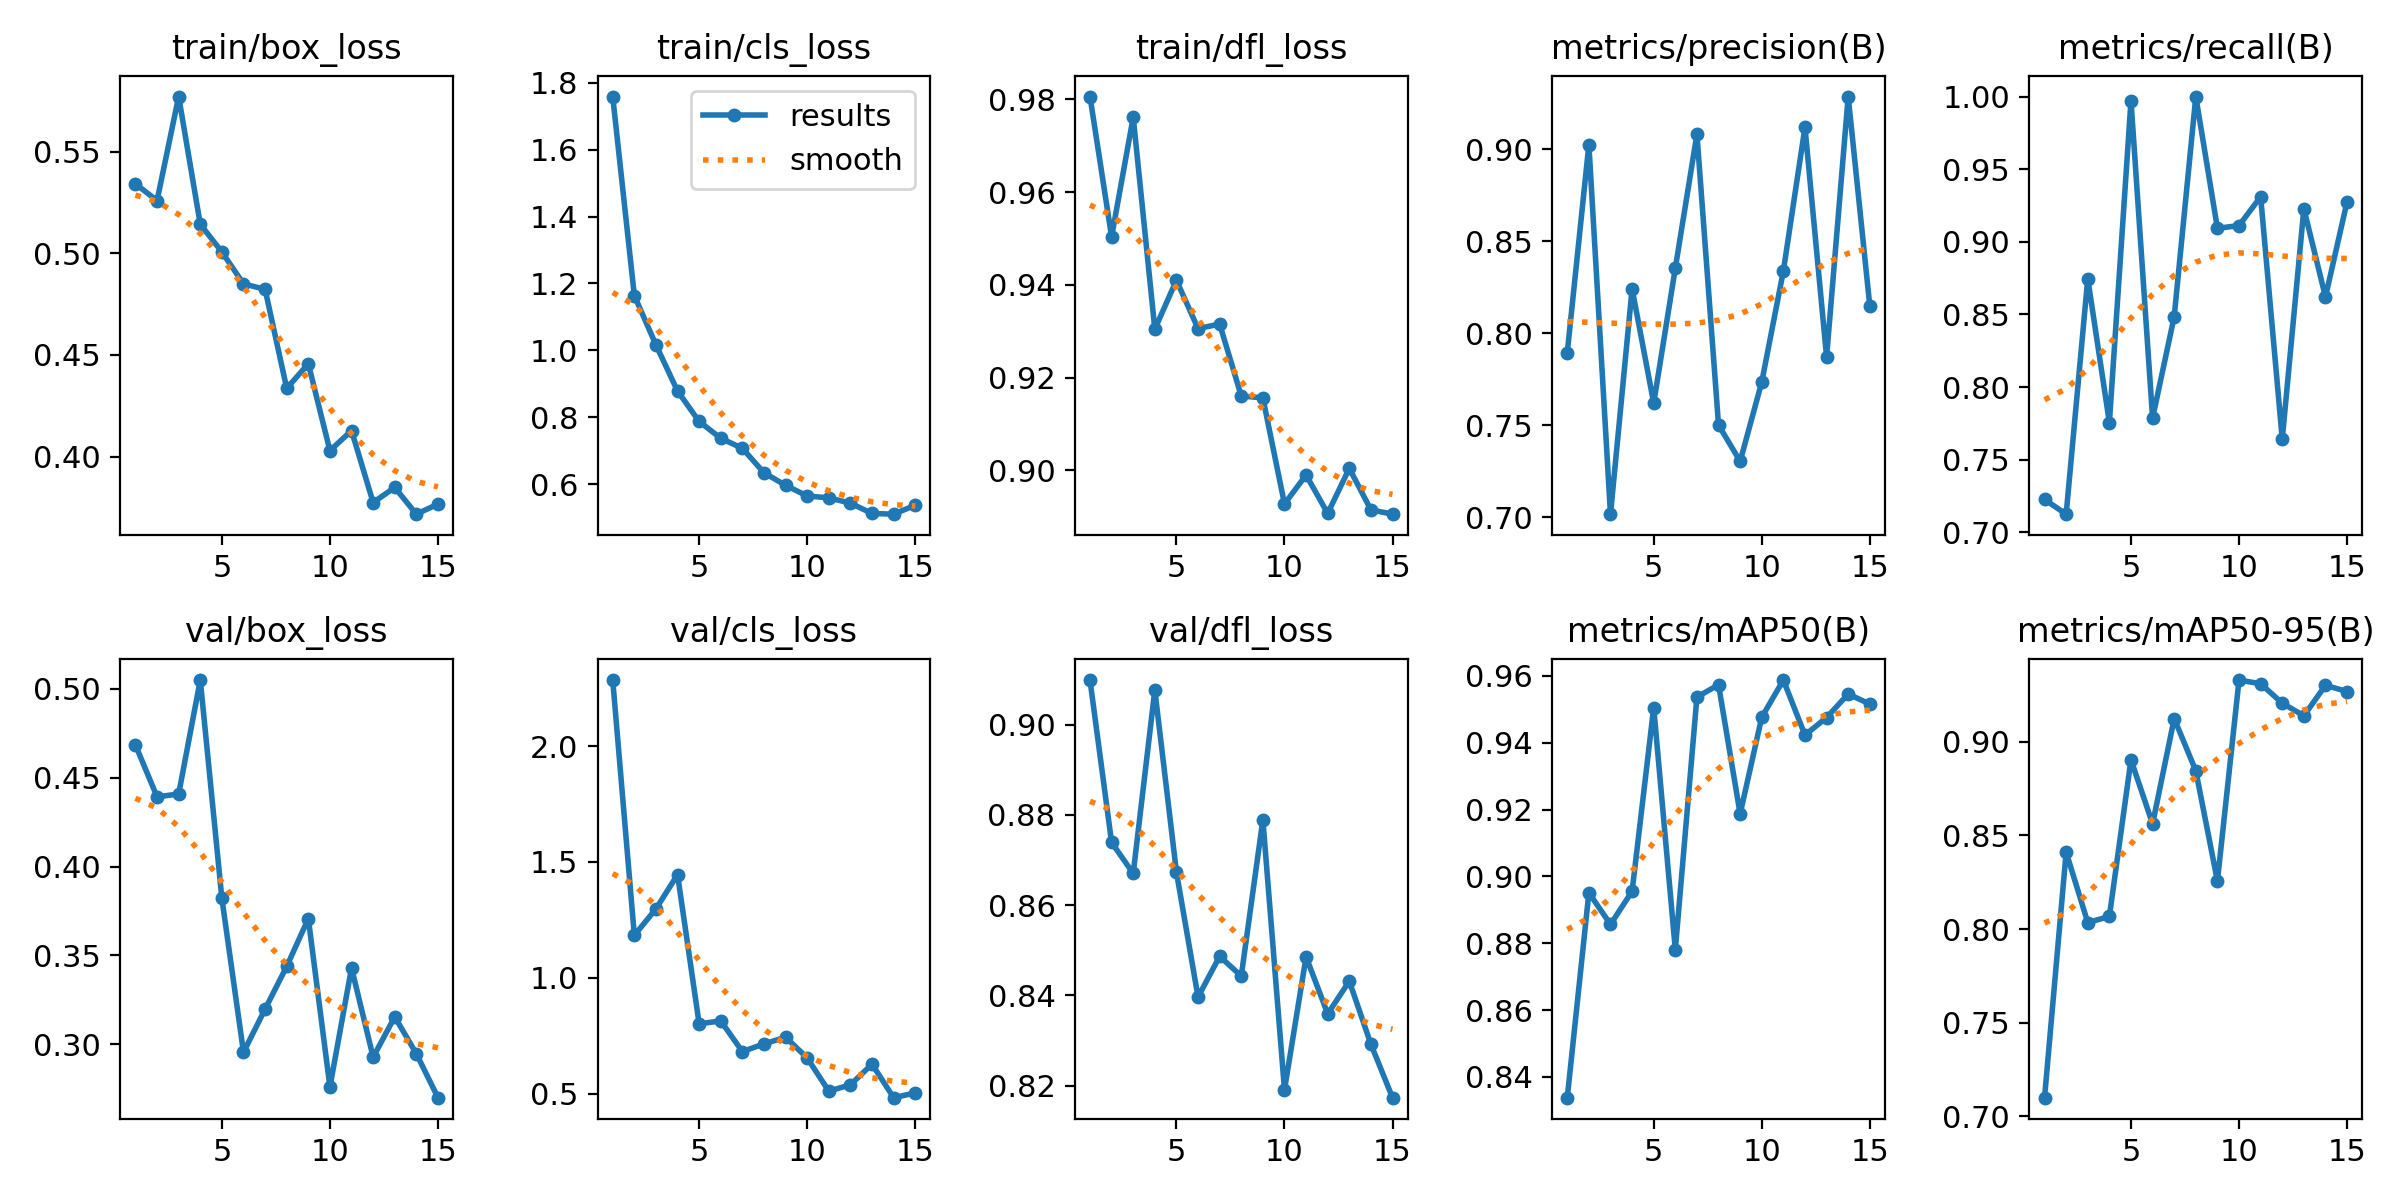 train/box_loss
train/cls_loss
train/dfl_loss
metrics/precision(B)
metrics/recall(B)
0.55
0.50
0.45
0.40
5 10 15
results
smooth
1.8
1.6
1.4
1.2
1.0
0.8
0.6
5 10 15
0.98
0.96
0.94
0.92
0.90
5 10 15
0.90
0.85
0.80
0.75
0.70
5 10 15
1.00
0.95
0.90
0.85
0.80
0.75
0.70
5 10 15
val/box_loss
val/cls_loss
val/dfl_loss
metrics/mAP50(B)
metrics/mAP50-95(B)
0.50
0.45
0.40
0.35
0.30
5 10 15
2.0
1.5
1.0
0.5
5 10 15
0.90
0.88
0.86
0.84
0.82
5 10 15
0.96
0.94
0.92
0.90
0.88
0.86
0.84
5 10 15
0.90
0.85
0.80
0.75
0.70
5 10 15